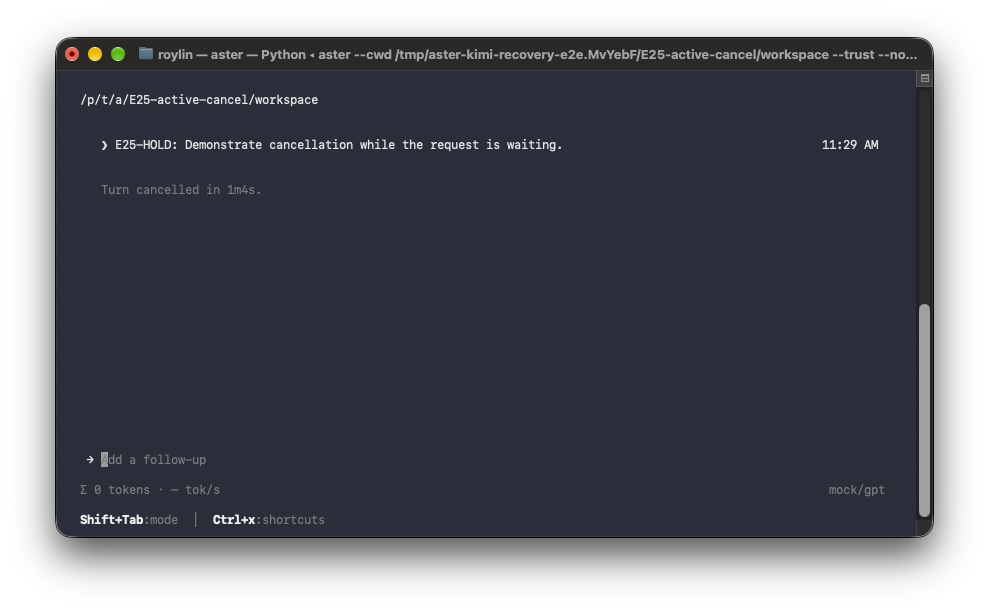 roylin — aster — Python ◂ aster --cwd /tmp/aster-kimi-recovery-e2e.MvYebF/E25-active-cancel/workspace --trust --no...
/p/t/a/E25-active-cancel/workspace
❯ E25-HOLD: Demonstrate cancellation while the request is waiting. 11:29 AM
Turn cancelled in 1m4s.
→ Add a follow-up
Σ 0 tokens · — tok/s mock/gpt
Shift+Tab:mode │ Ctrl+x:shortcuts